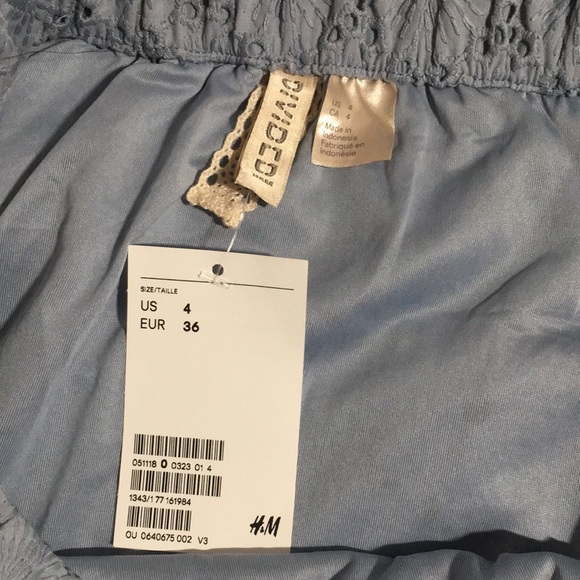 DIVIDED
H&M
US 4
CA 4
Made in
Indonesia
Fabriqué en
Indonésie
SIZE/TAILLE
US 4
EUR 36
051118 0 0323 01 4
1343/1 77 161984
H&M
OU 0640675 002 V3